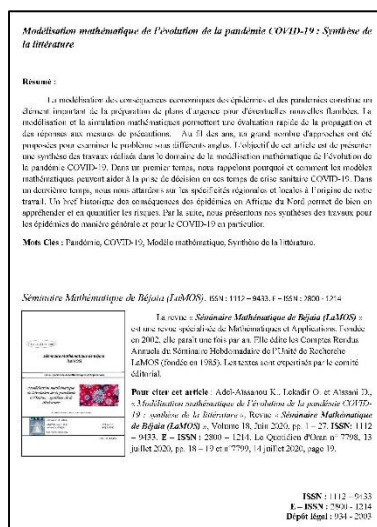 Modélisation mathématique de l'évolution de la pandémie COVID-19 : Synthèse de
la littérature
Résumé :
La modélisation des conséquences économiques des épidémies et des pandémies constitue un
élément important de la préparation de plans d'urgence pour d'éventuelles nouvelles flambées. La
modélisation et la simulation mathématiques permettent une évaluation rapide de la propagation et
des réponses aux mesures de précautions. Au fil des ans, un grand nombre d'approches ont été
proposées pour examiner le problème sous différents angles. L'objectif de cet article est de présenter
une synthèse des travaux réalisés dans le domaine de la modélisation mathématique de l'évolution de
la pandémie COVID-19. Dans un premier temps, nous rappelons pourquoi et comment les modèles
mathématiques peuvent aider à la prise de décision en ces temps de crise sanitaire COVID-19. Dans
un deuxième temps, nous nous attardons sur les spécificités régionales et locales à l'origine de notre
travail. Un bref historique des conséquences des épidémies en Afrique du Nord permet de bien en
appréhender et en quantifier les risques. Par la suite, nous présentons nos synthèses des travaux pour
les épidémies de manière générale et pour le COVID-19 en particulier.
Mots Clés : Pandémie, COVID-19, Modèle mathématique, Synthèse de la littérature.
Séminaire Mathématique de Béjaia (LaMOS). ISSN : 1112 – 9433. E – ISSN : 2800 - 1214
La revue « Séminaire Mathématique de Béjaia (LaMOS) »
est une revue spécialisée de Mathématiques et Applications. Fondée
en 2002, elle paraît une fois par an. Elle édite les Comptes Rendus
Annuels du Séminaire Hebdomadaire de l'Unité de Recherche
LaMOS (fondée en 1985). Les textes sont expertisés par le comité
éditorial.
Pour citer cet article : Adel-Aissanou K., Lekadir O. et Aissani D.,
« Modélisation mathématique de l'évolution de la pandémie COVID-
19 : synthèse de la littérature », Revue « Séminaire Mathématique
de Béjaia (LaMOS) », Volume 18, Juin 2020, pp. 1 – 27. ISSN: 1112
– 9433. E – ISSN : 2800 – 1214. Le Quotidien d'Oran n° 7798, 13
juillet 2020, pp. 18 – 19 et n°7799, 14 juillet 2020, page 19.
ISSN : 1112 – 9433
E – ISSN : 2800 - 1214
Dépôt légal : 934 - 2003